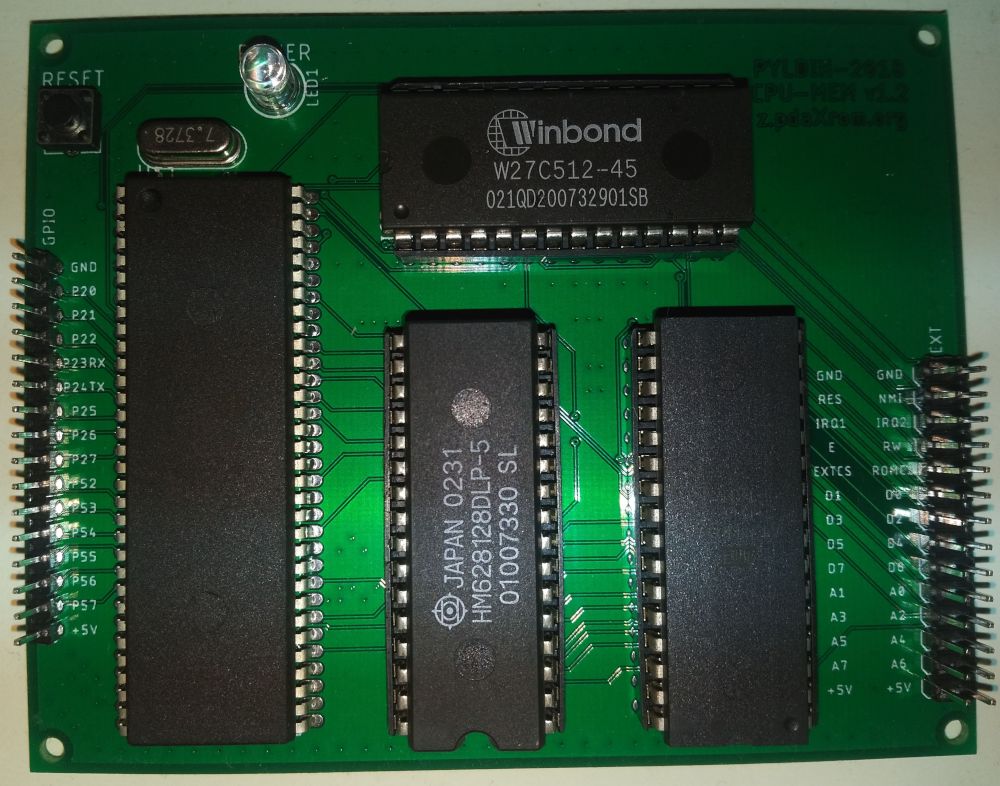 RESET
LED1
7.3728
PYLDIN-2018
CPU-MEM v1.2
z.pdaXrom.org
Winbond
W27C512-45
021QD200732901SB
GPIO
GND
P20
P21
P22
P23RX
P24TX
P25
P26
P27
P52
P53
P54
P55
P56
P57
+5V
JAPAN 0231
HM628128DLP-5
01007330 SL
EXT
GND GND
RES NMI
IRQ1 IRQ2
E RW
EXTCS
D1 D0
D3 D2
D5 D4
D7 D6
A1 A0
A3 A2
A5 A4
A7 A6
+5V +5V